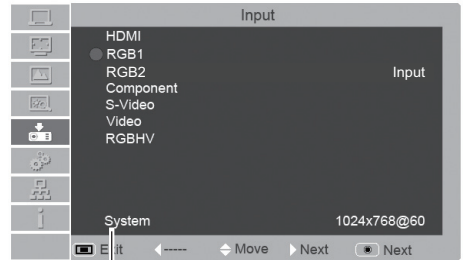 Input
HDMI
RGB1
RGB2 Input
Component
S-Video
Video
RGBHV
System 1024x768@60
Exit ----- Move Next Next